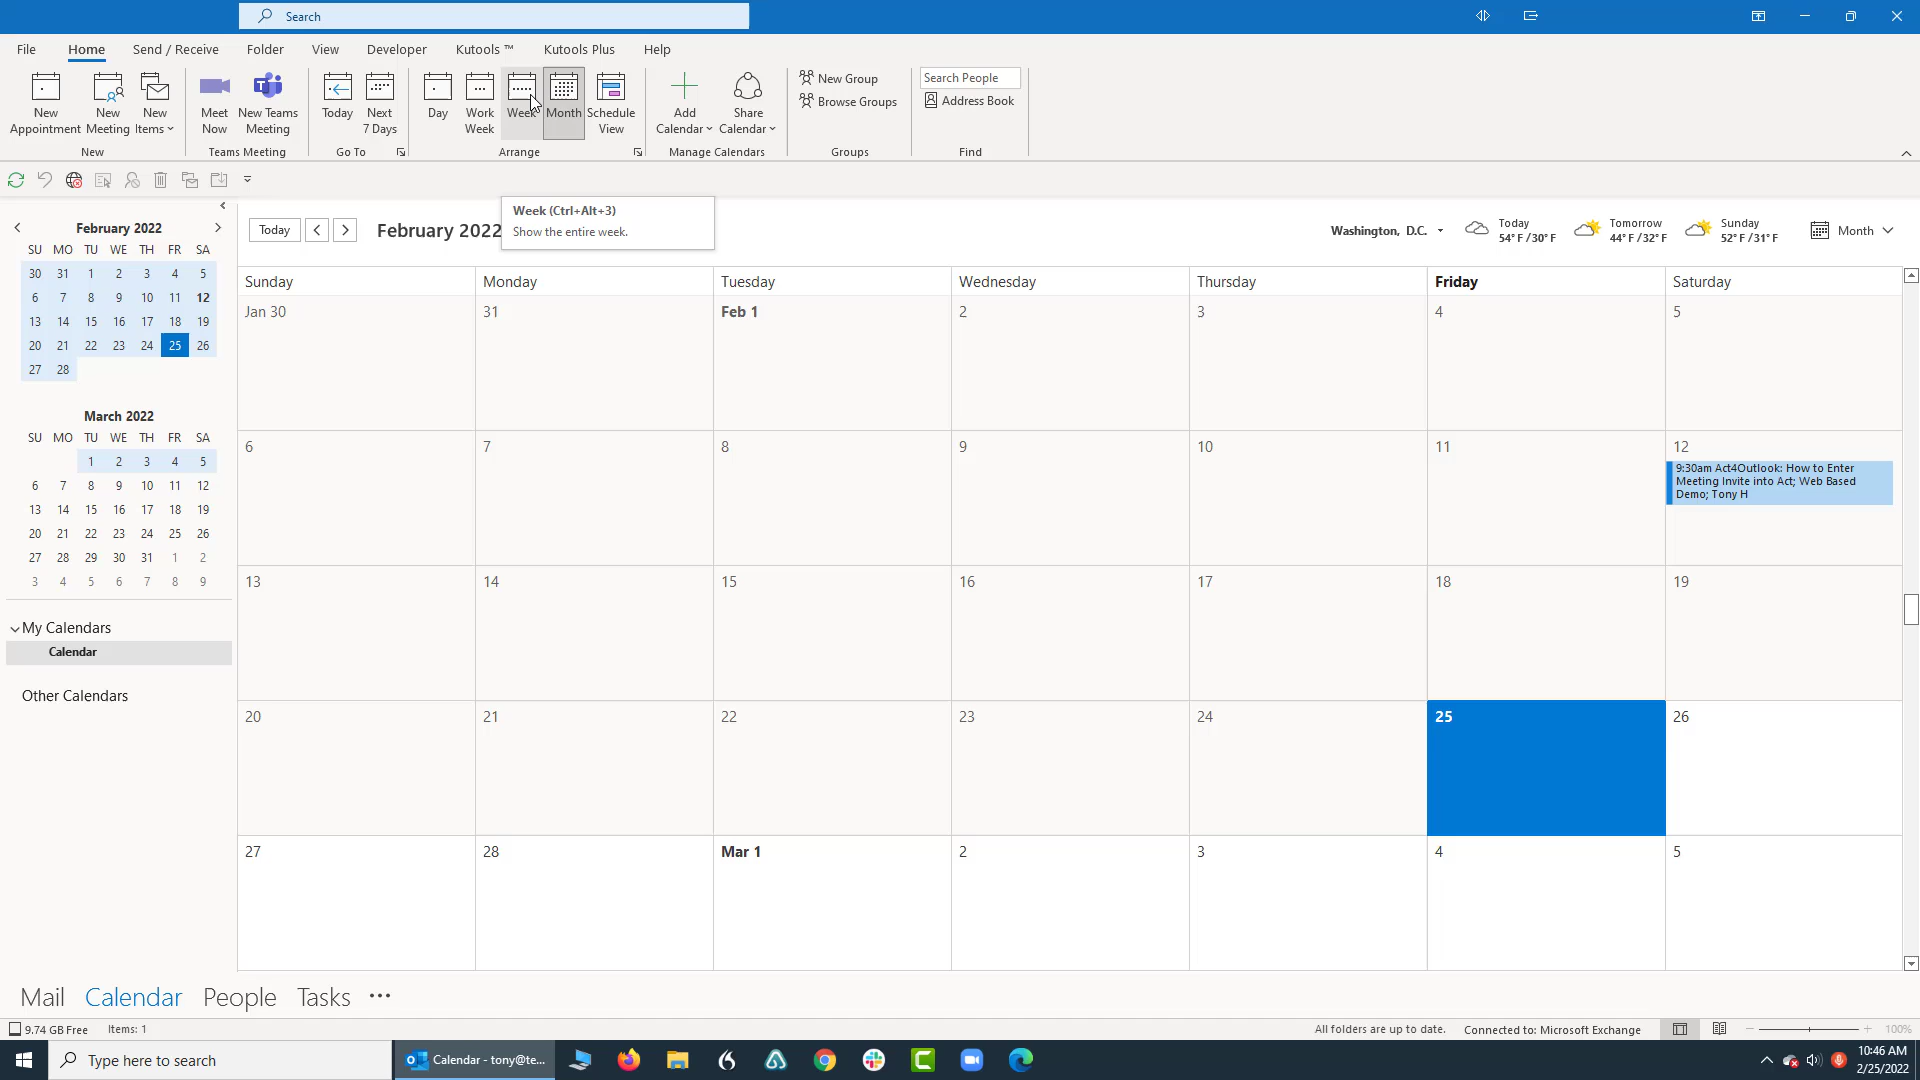 Search
File Home Send / Receive Folder View Developer Kutools ™ Kutools Plus Help
New Appointment
New Meeting
New Items
New
Meet Now
New Teams Meeting
Teams Meeting
Today
Next 7 Days
Go To
Day
Work Week
Week
Month
Schedule View
Arrange
Add Calendar
Share Calendar
Manage Calendars
New Group
Browse Groups
Groups
Search People
Address Book
Find
Week (Ctrl+Alt+3)
Show the entire week.
February 2022
SU MO TU WE TH FR SA
30 31 1 2 3 4 5
6 7 8 9 10 11 12
13 14 15 16 17 18 19
20 21 22 23 24 25 26
27 28
March 2022
SU MO TU WE TH FR SA
1 2 3 4 5
6 7 8 9 10 11 12
13 14 15 16 17 18 19
20 21 22 23 24 25 26
27 28 29 30 31 1 2
3 4 5 6 7 8 9
My Calendars
Calendar
Other Calendars
Today
February 2022
Washington, D.C.
Today
54° F / 30° F
Tomorrow
44° F / 32° F
Sunday
52° F / 31° F
Month
Sunday Monday Tuesday Wednesday Thursday Friday Saturday
Jan 30 31 Feb 1 2 3 4 5
6 7 8 9 10 11 12
9:30am Act4Outlook: How to Enter
Meeting Invite into Act; Web Based
Demo; Tony H
13 14 15 16 17 18 19
20 21 22 23 24 25 26
27 28 Mar 1 2 3 4 5
Mail Calendar People Tasks •••
9.74 GB Free Items: 1 All folders are up to date. Connected to: Microsoft Exchange 100%
Type here to search
Calendar - tony@te...
10:46 AM
2/25/2022